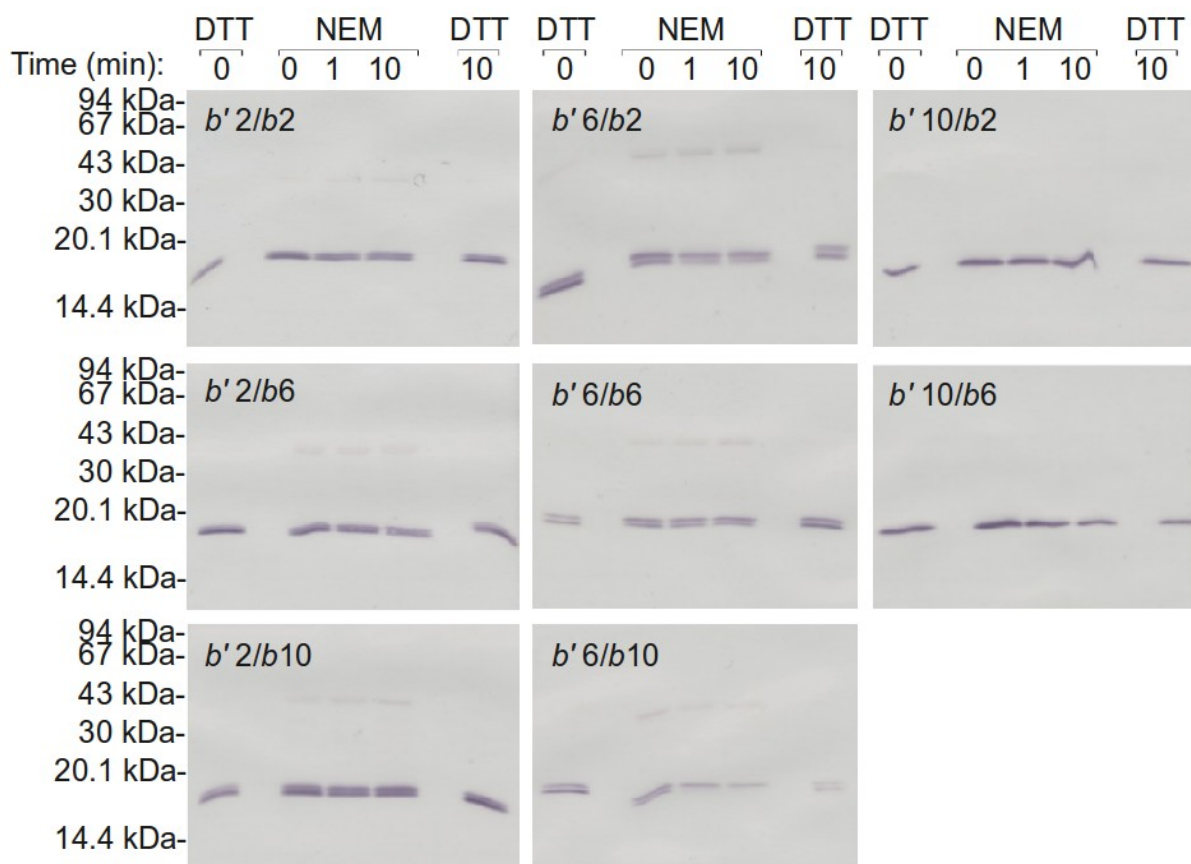 DTT NEM DTT DTT NEM DTT DTT NEM DTT
Time (min): 0 0 1 10 10 0 0 1 10 10 0 0 1 10 10
94 kDa-
67 kDa-
43 kDa-
30 kDa-
20.1 kDa-
14.4 kDa-
b' 2/b2 b' 6/b2 b' 10/b2
94 kDa-
67 kDa-
43 kDa-
30 kDa-
20.1 kDa-
14.4 kDa-
b' 2/b6 b' 6/b6 b' 10/b6
94 kDa-
67 kDa-
43 kDa-
30 kDa-
20.1 kDa-
14.4 kDa-
b' 2/b10 b' 6/b10